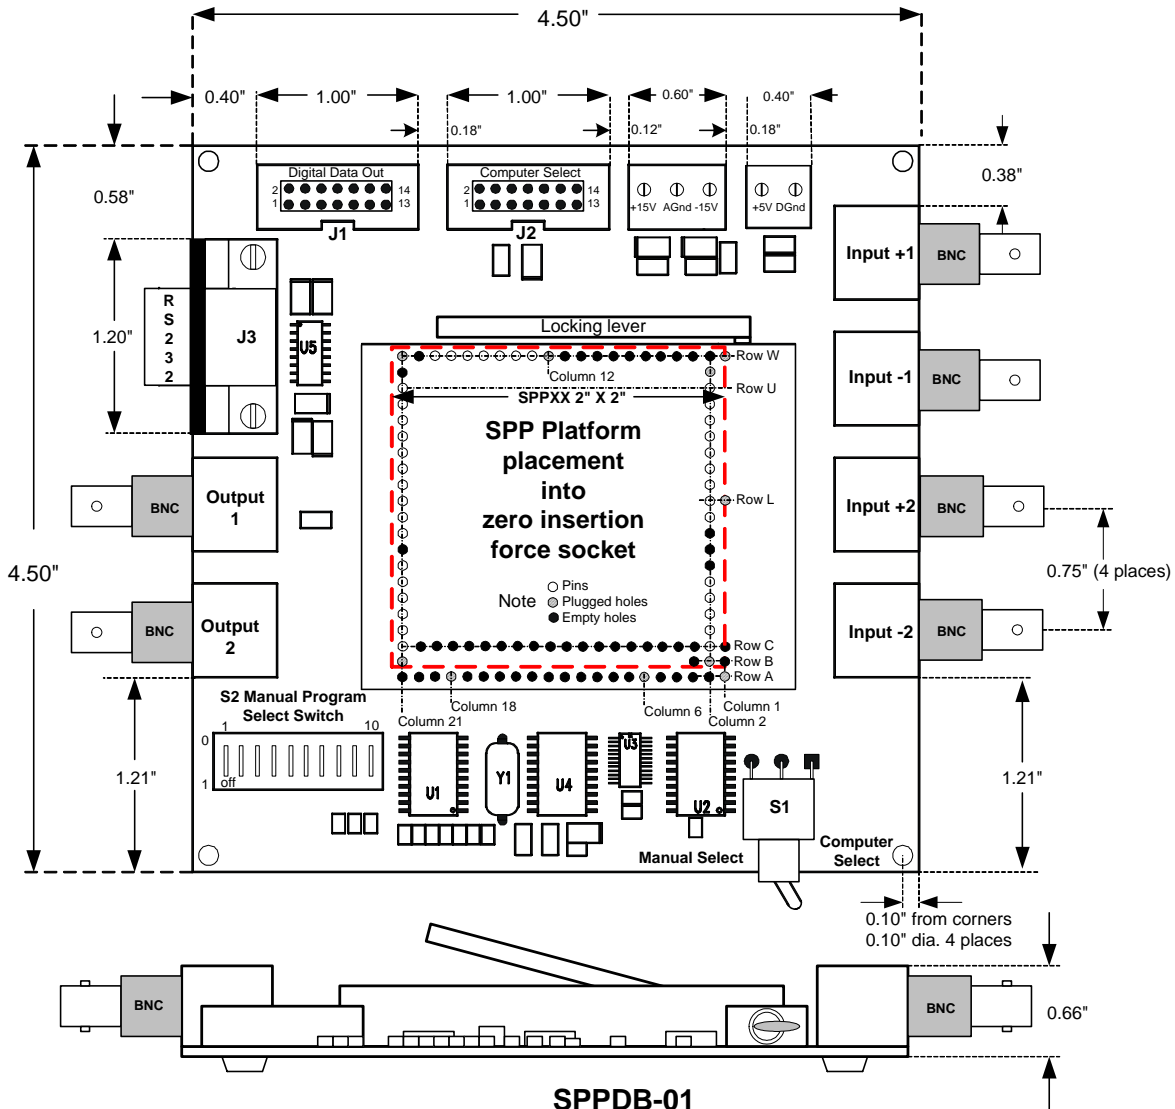 4.50"
0.40"
1.00"
1.00"
0.60"
0.40"
0.18"
0.12"
0.18"
0.58"
0.38"
Digital Data Out
2 14
1 13
J1
Computer Select
2 14
1 13
J2
+15V AGnd -15V
+5V DGnd
Input +1
BNC
1.20"
RS232
J3
U5
Locking lever
Row W
Column 12
Row U
SPPXX 2" X 2"
Input -1
BNC
SPP Platform
placement
into
zero insertion
force socket
Row L
Output
1
BNC
Input +2
BNC
4.50"
0.75" (4 places)
Note
Pins
Plugged holes
Empty holes
Output
2
BNC
Input -2
BNC
Row C
Row B
Row A
S2 Manual Program
Select Switch
Column 21
Column 18
Column 6
Column 1
Column 2
1 10
0
1
off
1.21"
U1
Y1
U4
U3
U2
S1
1.21"
Manual Select
Computer
Select
0.10" from corners
0.10" dia. 4 places
BNC
BNC
0.66"
SPPDB-01